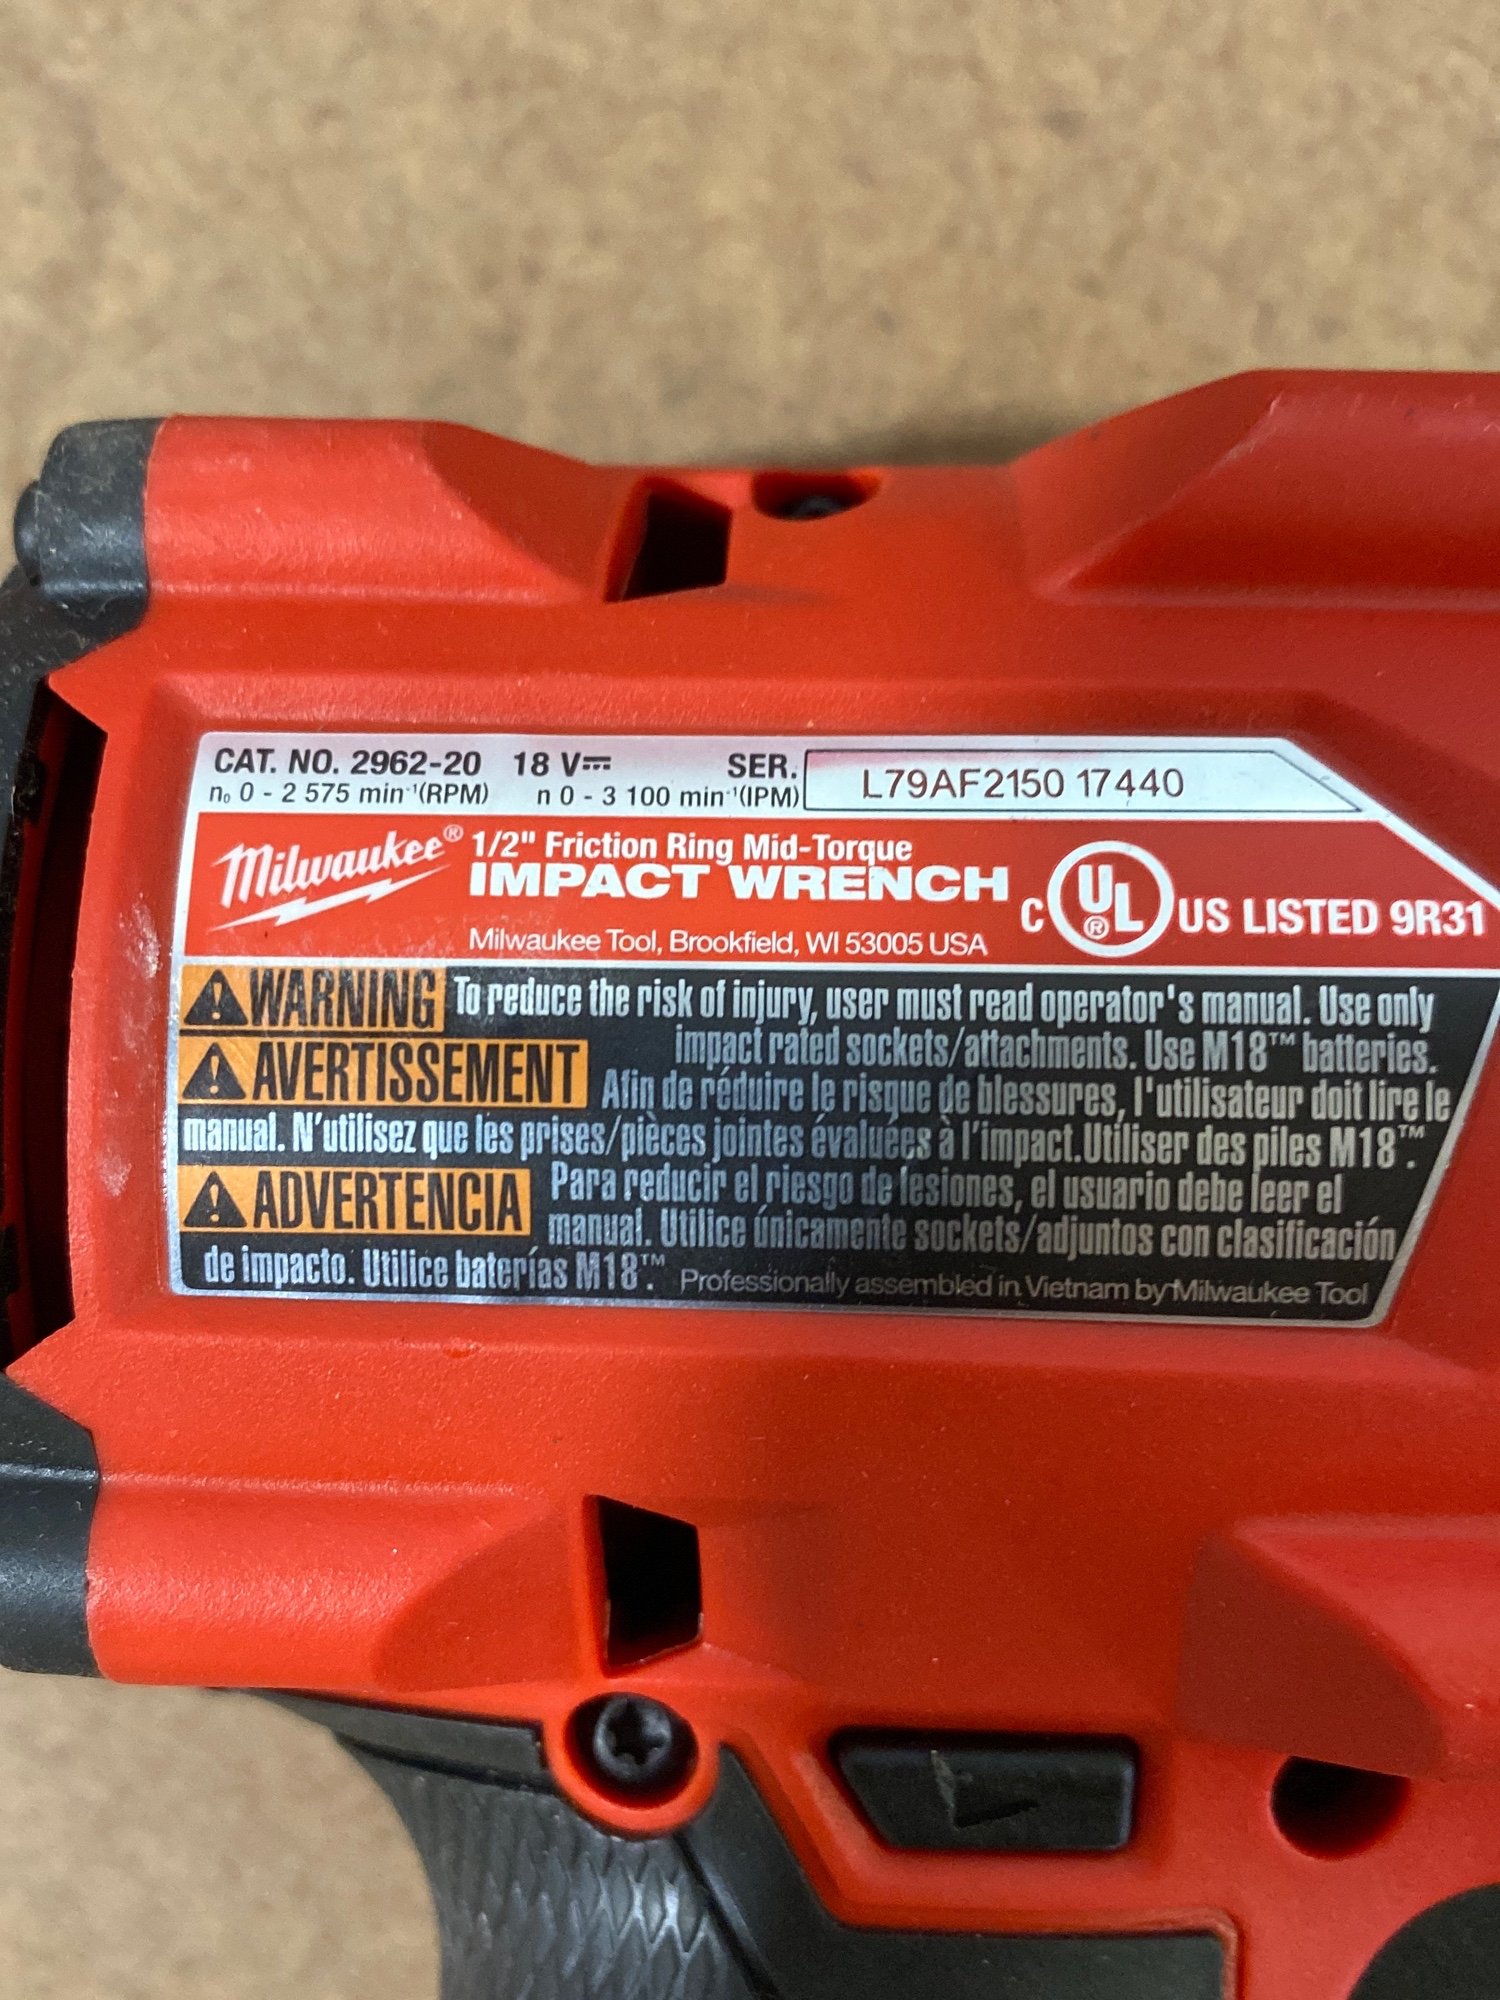 CAT. NO. 2962-20 18 V⎓ SER. L79AF2150 17440
n₀ 0 - 2 575 min⁻¹(RPM) n 0 - 3 100 min⁻¹(IPM)
Milwaukee® 1/2" Friction Ring Mid-Torque
IMPACT WRENCH
C UL® US LISTED 9R31
Milwaukee Tool, Brookfield, WI 53005 USA
WARNING To reduce the risk of injury, user must read operator's manual. Use only
impact rated sockets/attachments. Use M18™ batteries.
AVERTISSEMENT Afin de réduire le risque de blessures, l'utilisateur doit lire le
manual. N'utilisez que les prises/pièces jointes évaluées à l'impact.Utiliser des piles M18™.
ADVERTENCIA Para reducir el riesgo de lesiones, el usuario debe leer el
manual. Utilice únicamente sockets/adjuntos con clasificación
de impacto. Utilice baterías M18™. Professionally assembled in Vietnam by Milwaukee Tool